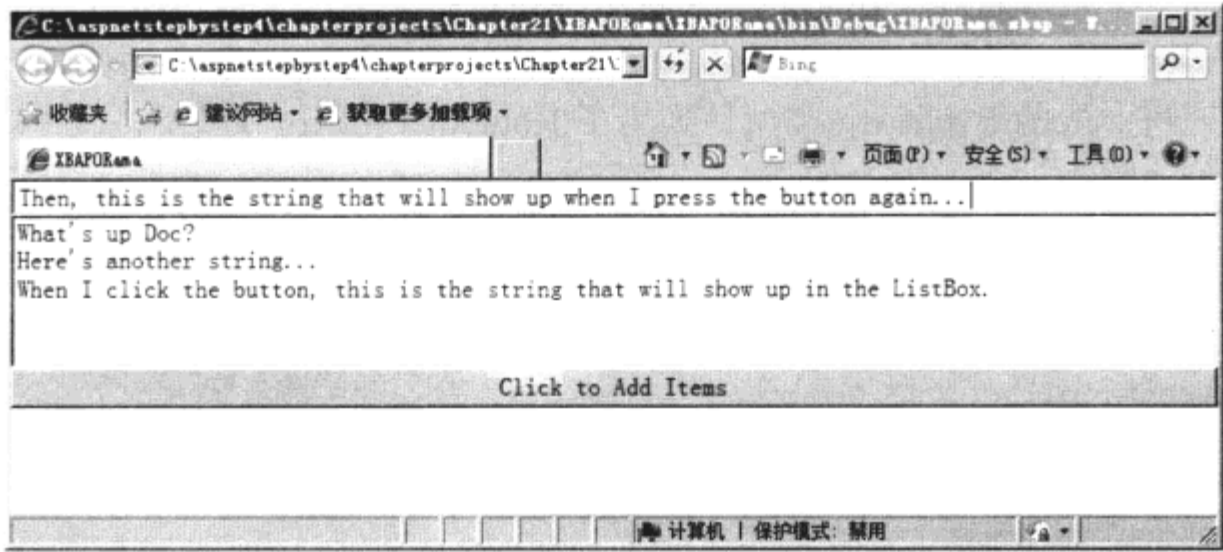 C:\aspnetstepbystep4\chapterprojects\Chapter21\XBAPORama\XBAPORama\bin\Debug\XBAPORama.xbap -
C:\aspnetstepbystep4\chapterprojects\Chapter21\ Bing
收藏夹 建议网站 获取更多加载项
XBAPORama 页面(P) 安全(S) 工具(O)
Then, this is the string that will show up when I press the button again...
What's up Doc?
Here's another string...
When I click the button, this is the string that will show up in the ListBox.
Click to Add Items
计算机 | 保护模式: 禁用